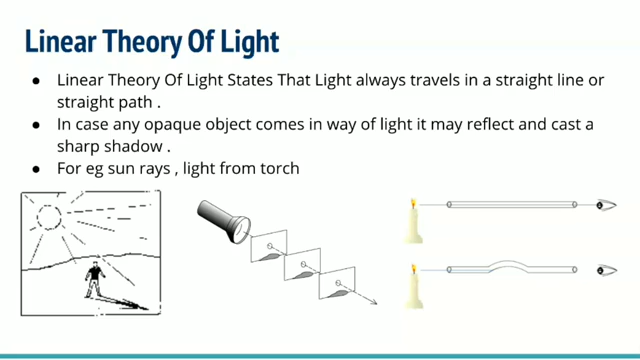 Linear Theory Of Light
● Linear Theory Of Light States That Light always travels in a straight line or
straight path .
● In case any opaque object comes in way of light it may reflect and cast a
sharp shadow .
● For eg sun rays , light from torch